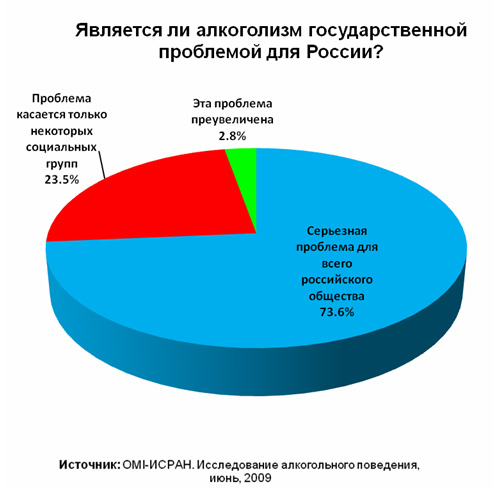 Является ли алкоголизм государственной
проблемой для России?
Проблема
касается только
некоторых
социальных
групп
23.5%
Эта проблема
преувеличена
2.8%
Серьезная
проблема для
всего
российского
общества
73.6%
Источник: OMI-ИСРАН. Исследование алкогольного поведения,
июнь, 2009